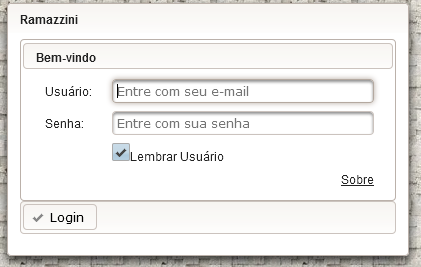 Ramazzini
Bem-vindo
Usuário: Entre com seu e-mail
Senha: Entre com sua senha
Lembrar Usuário
Sobre
Login